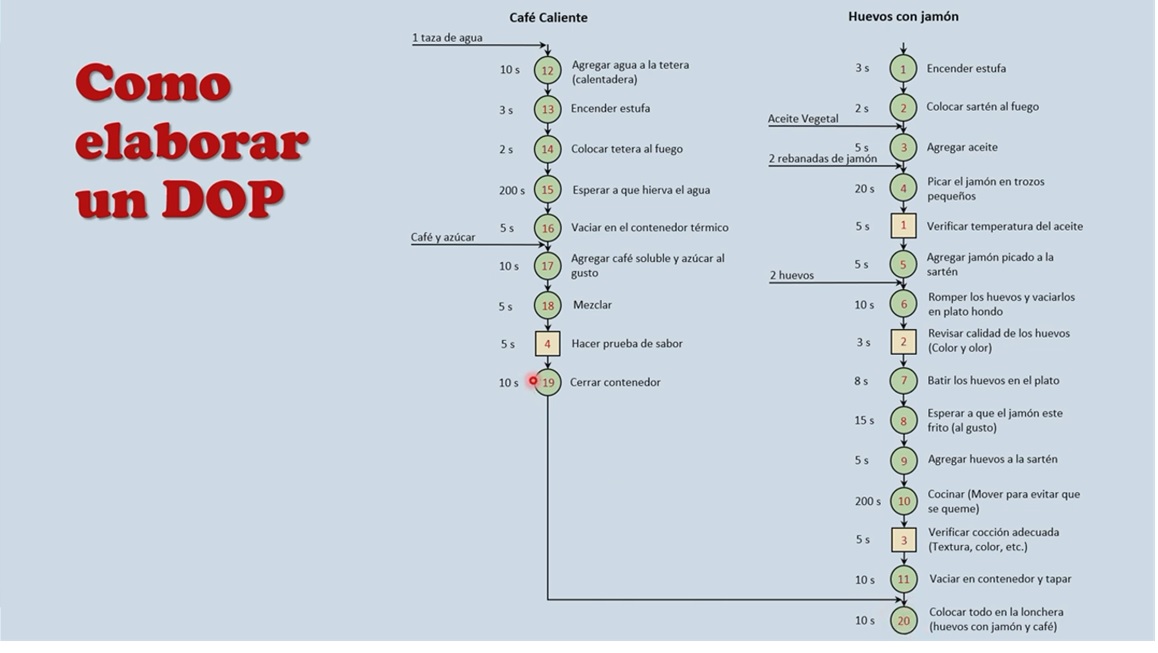 Como
elaborar
un DOP
Café Caliente
1 taza de agua
10 s 12 Agregar agua a la tetera
(calentadera)
3 s 13 Encender estufa
2 s 14 Colocar tetera al fuego
200 s 15 Esperar a que hierva el agua
5 s 16 Vaciar en el contenedor térmico
Café y azúcar
10 s 17 Agregar café soluble y azúcar al
gusto
5 s 18 Mezclar
5 s 4 Hacer prueba de sabor
10 s 19 Cerrar contenedor
Huevos con jamón
3 s 1 Encender estufa
2 s 2 Colocar sartén al fuego
Aceite Vegetal
5 s 3 Agregar aceite
2 rebanadas de jamón
20 s 4 Picar el jamón en trozos
pequeños
5 s 1 Verificar temperatura del aceite
5 s 5 Agregar jamón picado a la
sartén
2 huevos
10 s 6 Romper los huevos y vaciarlos
en plato hondo
3 s 2 Revisar calidad de los huevos
(Color y olor)
8 s 7 Batir los huevos en el plato
15 s 8 Esperar a que el jamón este
frito (al gusto)
5 s 9 Agregar huevos a la sartén
200 s 10 Cocinar (Mover para evitar que
se queme)
5 s 3 Verificar cocción adecuada
(Textura, color, etc.)
10 s 11 Vaciar en contenedor y tapar
10 s 20 Colocar todo en la lonchera
(huevos con jamón y café)